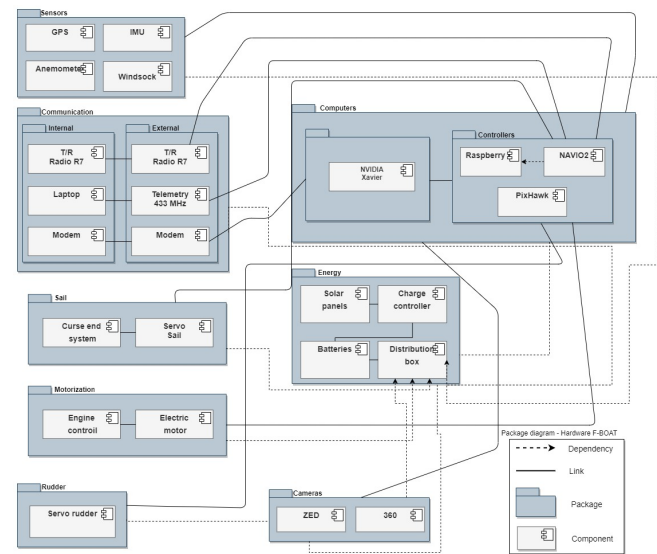 Sensors
GPS
IMU
Anemometer
Windsock
Communication
Internal
External
T/R
Radio R7
T/R
Radio R7
Laptop
Telemetry
433 MHz
Modem
Modem
Computers
NVIDIA
Xavier
Controllers
Raspberry
NAVIO2
PixHawk
Energy
Solar
panels
Charge
controller
Batteries
Distribution
box
Sail
Curse end
system
Servo
Sail
Motorization
Engine
controil
Electric
motor
Rudder
Servo rudder
Cameras
ZED
360
Package diagram - Hardware F-BOAT
Dependency
Link
Package
Component